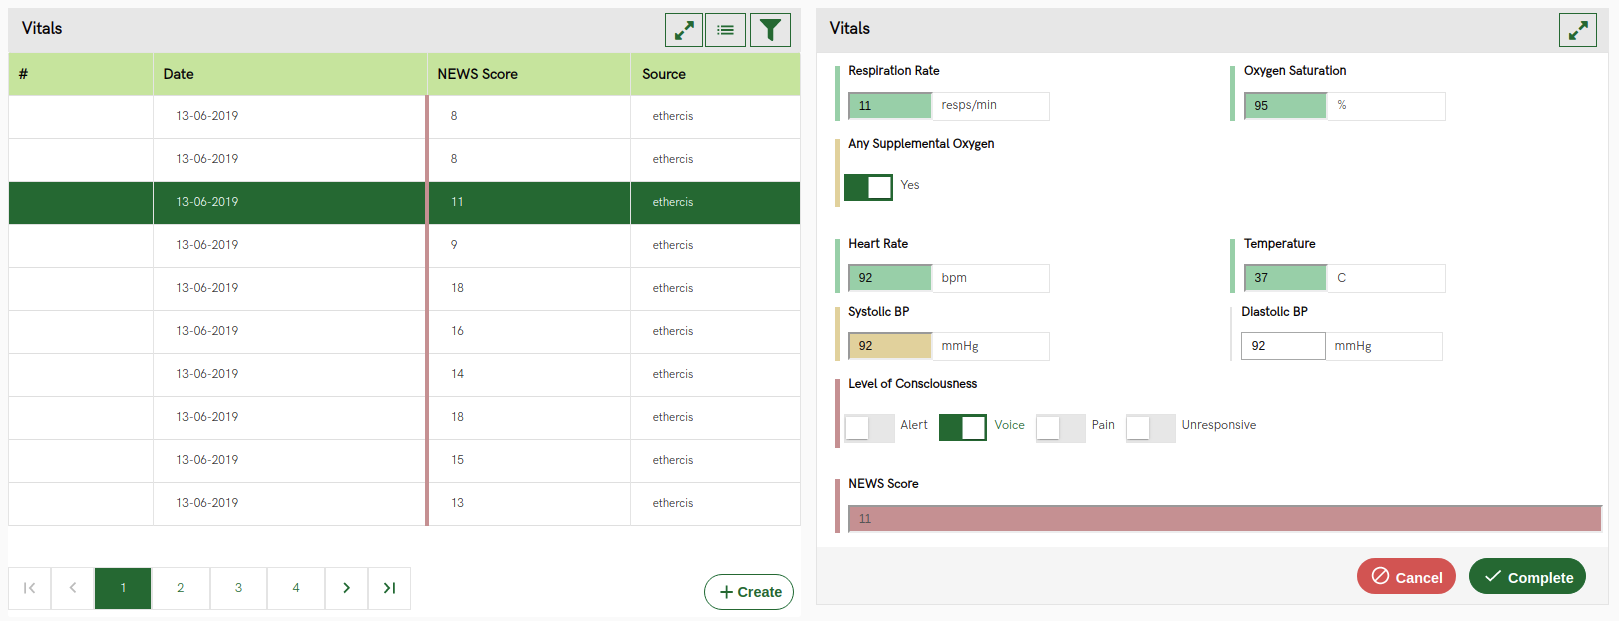 Vitals
# Date NEWS Score Source
13-06-2019 8 ethercis
13-06-2019 8 ethercis
13-06-2019 11 ethercis
13-06-2019 9 ethercis
13-06-2019 18 ethercis
13-06-2019 16 ethercis
13-06-2019 14 ethercis
13-06-2019 18 ethercis
13-06-2019 15 ethercis
13-06-2019 13 ethercis
1 2 3 4
+ Create
Vitals
Respiration Rate Oxygen Saturation
11 resps/min 95 %
Any Supplemental Oxygen
Yes
Heart Rate Temperature
92 bpm 37 C
Systolic BP Diastolic BP
92 mmHg 92 mmHg
Level of Consciousness
Alert Voice Pain Unresponsive
NEWS Score
11
Cancel Complete